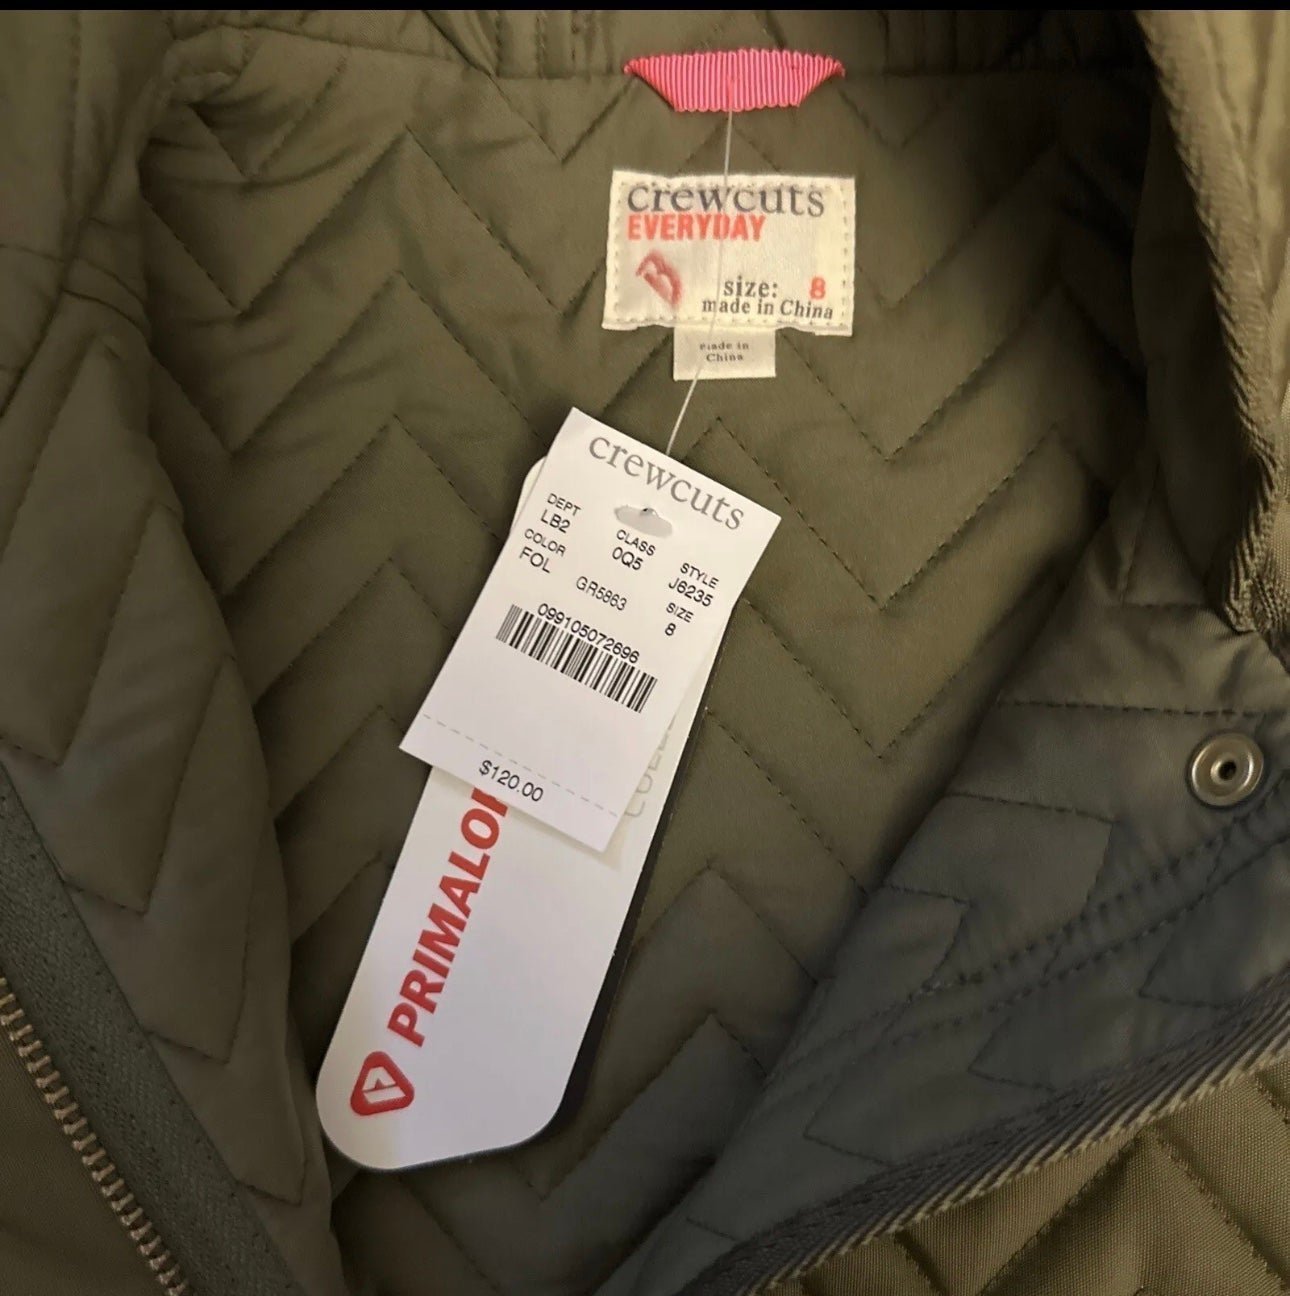 crewcuts
EVERYDAY
B
size: 8
made in China
made in
China
crewcuts
DEPT CLASS STYLE
LB2 0Q5 J6235
COLOR SIZE
FOL GR5863 8
099105072696
$120.00
PRIMALO